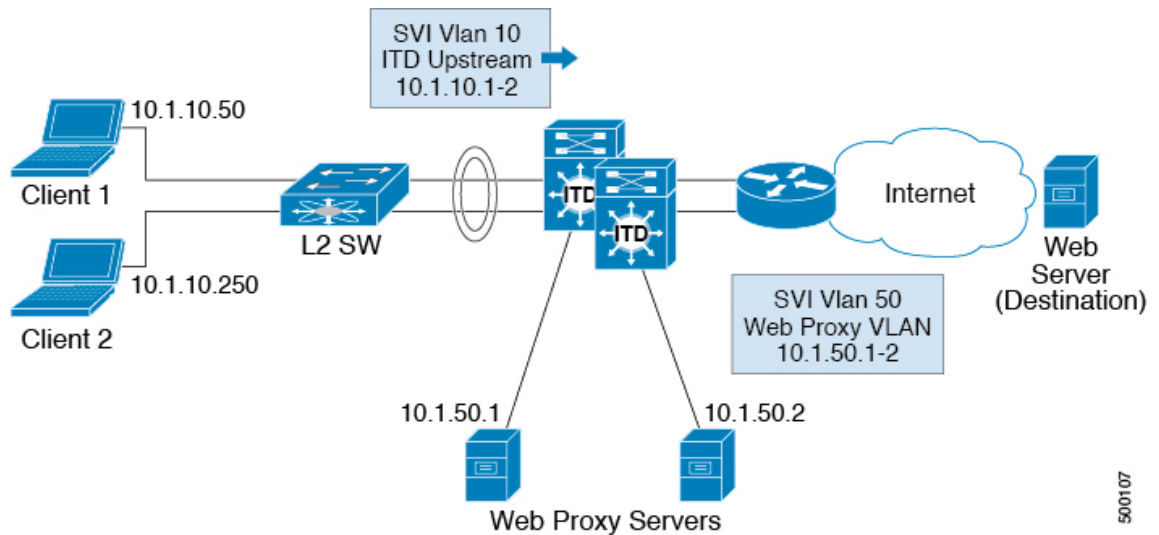 SVI Vlan 10
ITD Upstream
10.1.10.1-2
10.1.10.50
Client 1
L2 SW
ITD
ITD
Internet
Web
Server
(Destination)
10.1.10.250
Client 2
SVI Vlan 50
Web Proxy VLAN
10.1.50.1-2
10.1.50.1
10.1.50.2
Web Proxy Servers
500107